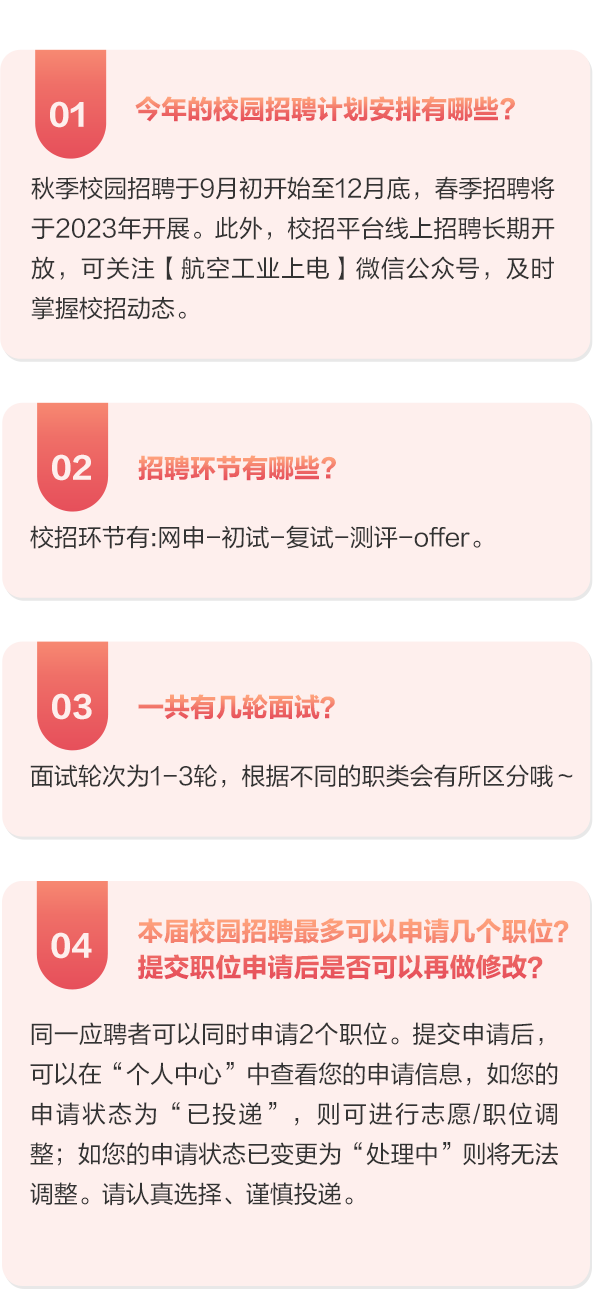 01
今年的校园招聘计划安排有哪些?
秋季校园招聘于9月初开始至12月底，春季招聘将
于2023年开展。此外，校招平台线上招聘长期开
放，可关注【航空工业上电】微信公众号，及时
掌握校招动态。
02
招聘环节有哪些?
校招环节有:网申-初试-复试-测评-offer。
03
一共有几轮面试?
面试轮次为1-3轮，根据不同的职类会有所区分哦~
04
本届校园招聘最多可以申请几个职位?
提交职位申请后是否可以再做修改?
同一应聘者可以同时申请2个职位。提交申请后，
可以在“个人中心”中查看您的申请信息，如您的
申请状态为“已投递”，则可进行志愿/职位调
整；如您的申请状态已变更为“处理中”则将无法
调整。请认真选择、谨慎投递。